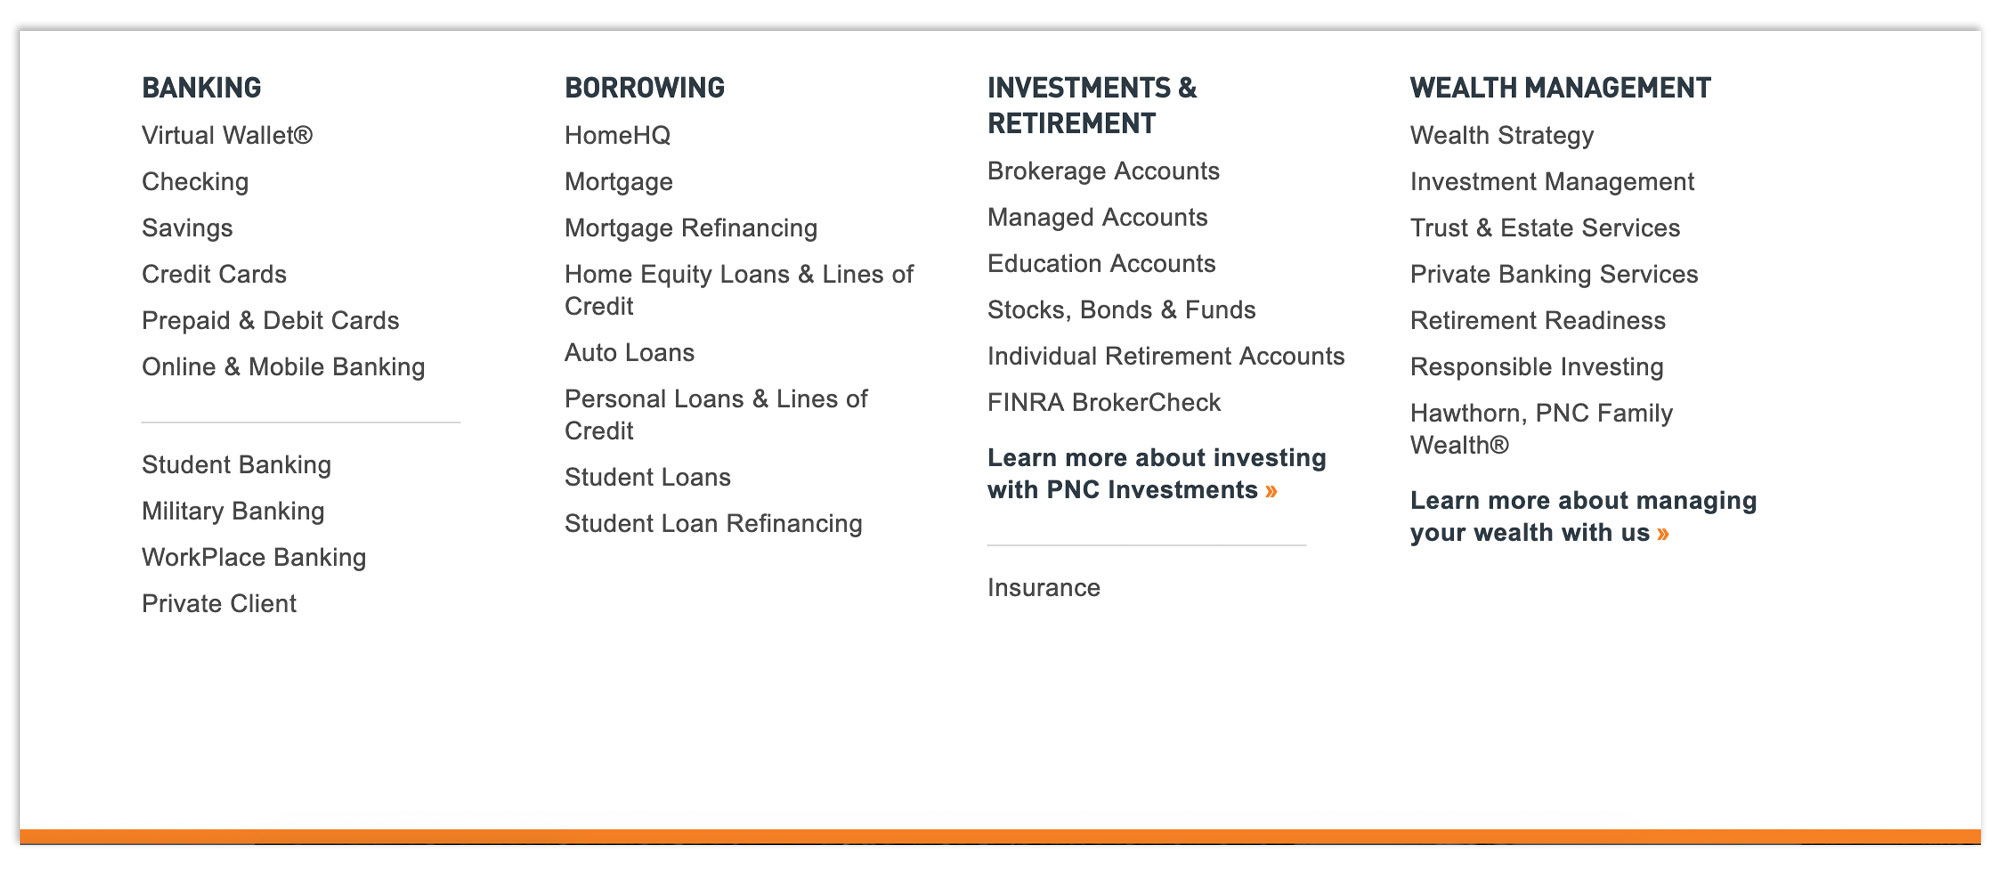 BANKING
Virtual Wallet®
Checking
Savings
Credit Cards
Prepaid & Debit Cards
Online & Mobile Banking
Student Banking
Military Banking
WorkPlace Banking
Private Client
BORROWING
HomeHQ
Mortgage
Mortgage Refinancing
Home Equity Loans & Lines of
Credit
Auto Loans
Personal Loans & Lines of
Credit
Student Loans
Student Loan Refinancing
INVESTMENTS &
RETIREMENT
Brokerage Accounts
Managed Accounts
Education Accounts
Stocks, Bonds & Funds
Individual Retirement Accounts
FINRA BrokerCheck
Learn more about investing
with PNC Investments »
Insurance
WEALTH MANAGEMENT
Wealth Strategy
Investment Management
Trust & Estate Services
Private Banking Services
Retirement Readiness
Responsible Investing
Hawthorn, PNC Family
Wealth®
Learn more about managing
your wealth with us »